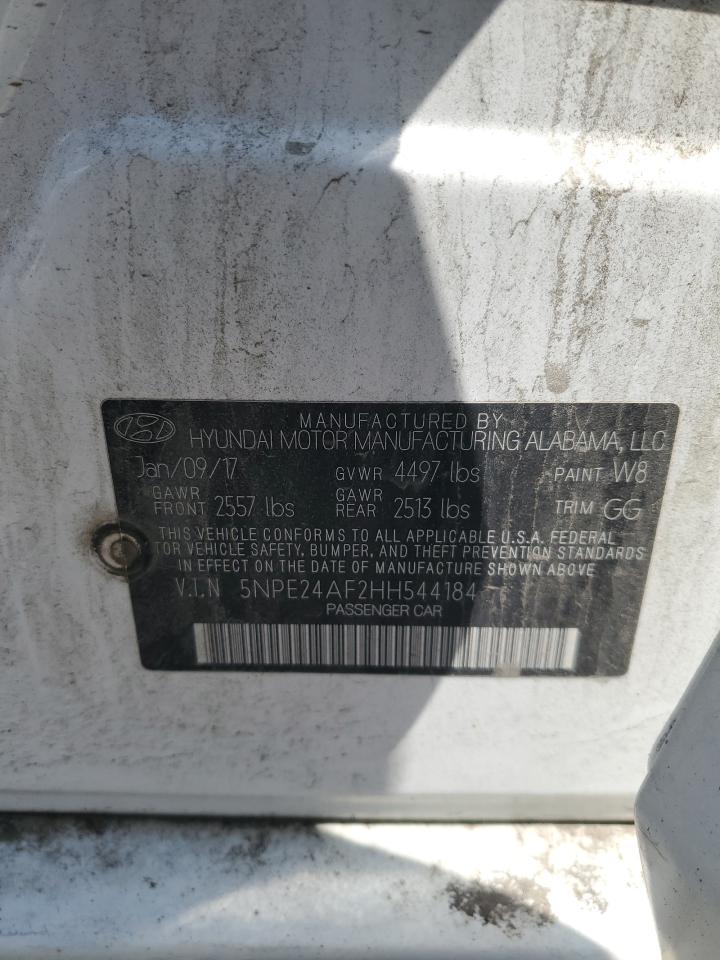 MANUFACTURED BY
HYUNDAI MOTOR MANUFACTURING ALABAMA, LLC
Jan/09/17 GVWR 4497 lbs PAINT W8
GAWR FRONT 2557 lbs GAWR REAR 2513 lbs TRIM GG
THIS VEHICLE CONFORMS TO ALL APPLICABLE U.S.A. FEDERAL
MOTOR VEHICLE SAFETY, BUMPER, AND THEFT PREVENTION STANDARDS
IN EFFECT ON THE DATE OF MANUFACTURE SHOWN ABOVE.
V.I.N 5NPE24AF2HH544184
PASSENGER CAR